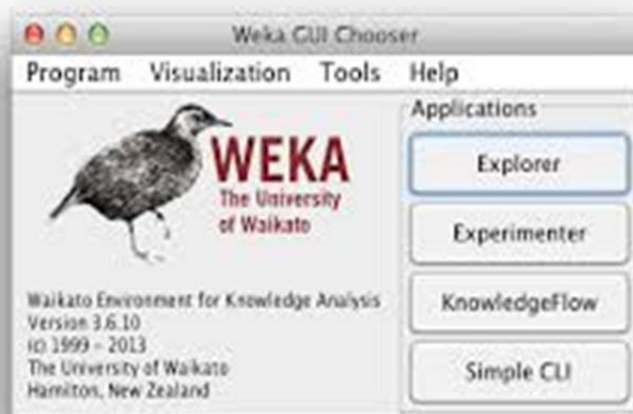 Weka GUI Chooser
Program Visualization Tools Help
WEKA
The University
of Waikato
Waikato Environment for Knowledge Analysis
Version 3.6.10
(c) 1999 - 2013
The University of Waikato
Hamilton, New Zealand
Applications
Explorer
Experimenter
KnowledgeFlow
Simple CLI